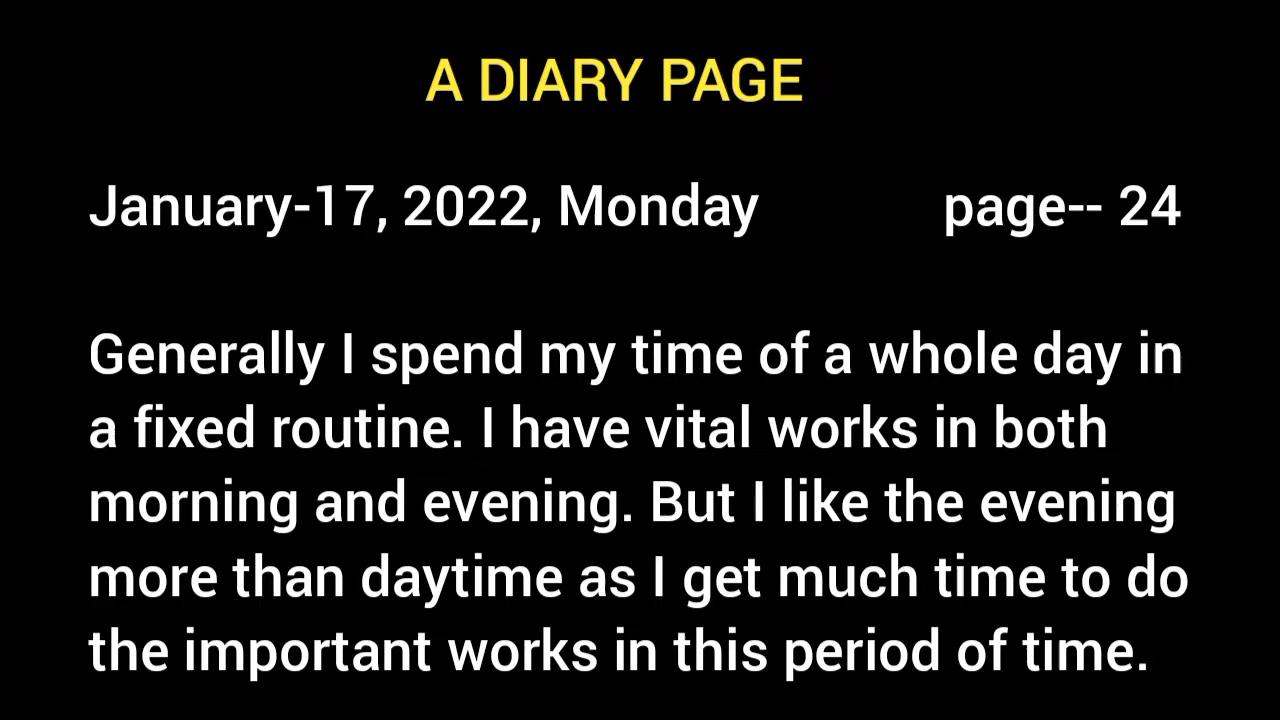 A DIARY PAGE
January-17, 2022, Monday page-- 24
Generally I spend my time of a whole day in
a fixed routine. I have vital works in both
morning and evening. But I like the evening
more than daytime as I get much time to do
the important works in this period of time.